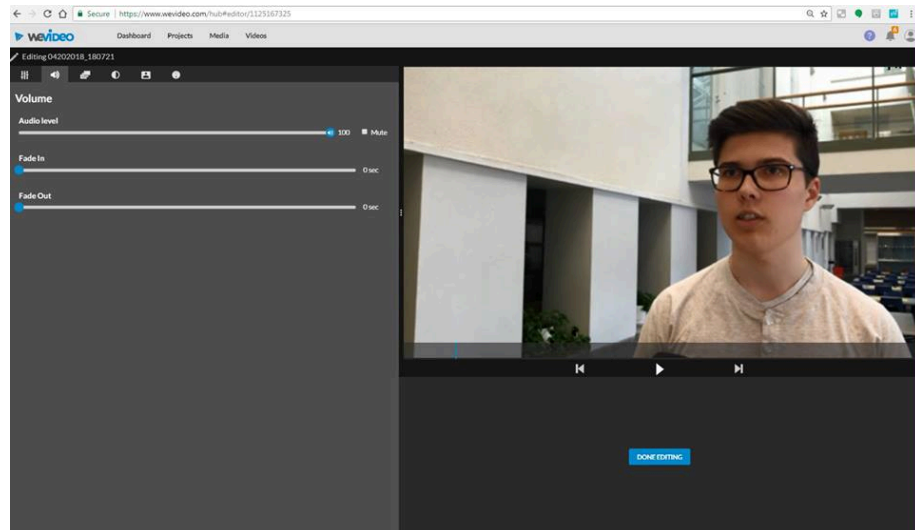 Secure https://www.wevideo.com/hub#editor/1125167325
WeVIDEO Dashboard Projects Media Videos
Editing 04202018_180721
Volume
Audio level
100 Mute
Fade In
0 sec
Fade Out
0 sec
DONE EDITING